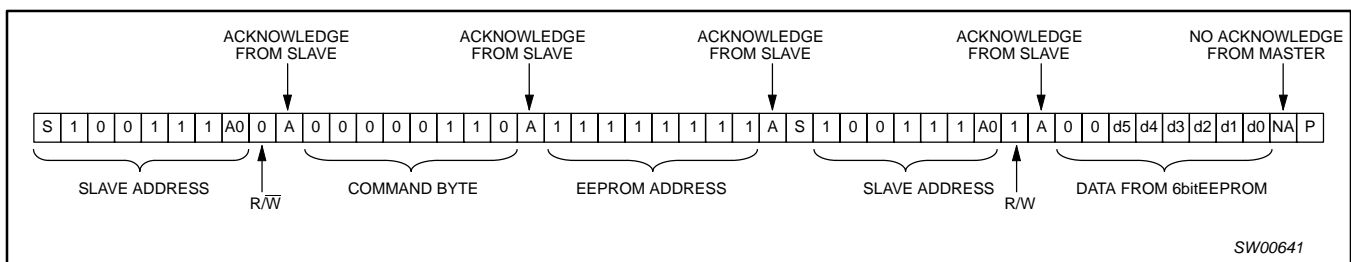 ACKNOWLEDGE ACKNOWLEDGE ACKNOWLEDGE ACKNOWLEDGE NO ACKNOWLEDGE
FROM SLAVE FROM SLAVE FROM SLAVE FROM SLAVE FROM MASTER
S 1 0 0 1 1 1 A0 0 A 0 0 0 0 0 1 1 0 A 1 1 1 1 1 1 1 1 A S 1 0 0 1 1 1 A0 1 A 0 0 d5 d4 d3 d2 d1 d0 NA P
SLAVE ADDRESS COMMAND BYTE EEPROM ADDRESS SLAVE ADDRESS DATA FROM 6bitEEPROM
R/W̅ R/W
SW00641